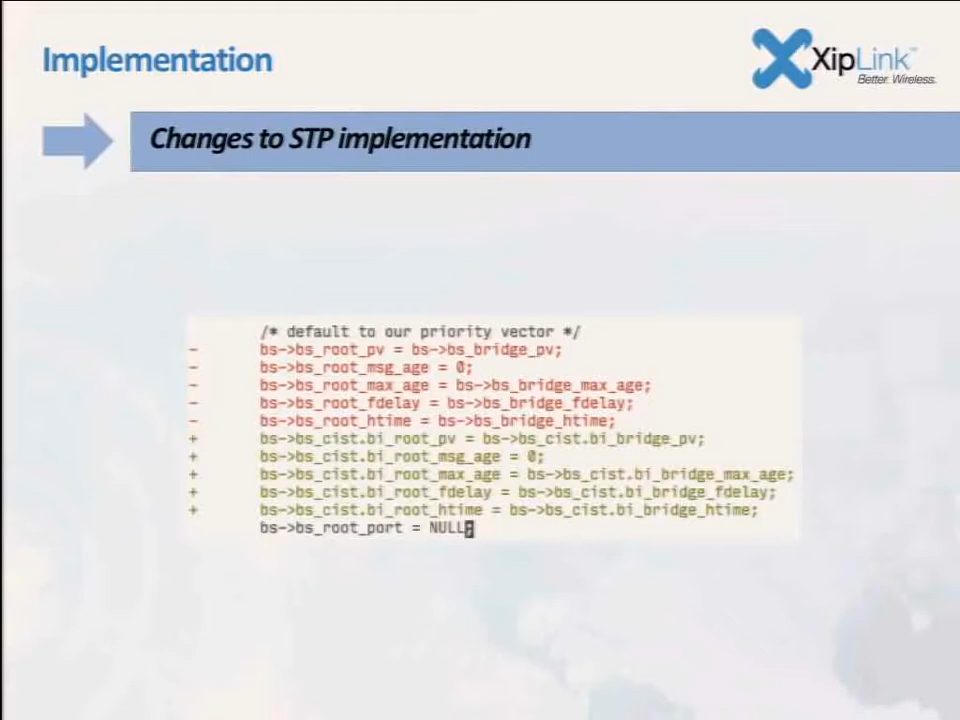 Implementation
XipLink™
Better. Wireless.
Changes to STP implementation
/* default to our priority vector */
- bs->bs_root_pv = bs->bs_bridge_pv;
- bs->bs_root_msg_age = 0;
- bs->bs_root_max_age = bs->bs_bridge_max_age;
- bs->bs_root_fdelay = bs->bs_bridge_fdelay;
- bs->bs_root_htime = bs->bs_bridge_htime;
+ bs->bs_cist.bi_root_pv = bs->bs_cist.bi_bridge_pv;
+ bs->bs_cist.bi_root_msg_age = 0;
+ bs->bs_cist.bi_root_max_age = bs->bs_cist.bi_bridge_max_age;
+ bs->bs_cist.bi_root_fdelay = bs->bs_cist.bi_bridge_fdelay;
+ bs->bs_cist.bi_root_htime = bs->bs_cist.bi_bridge_htime;
bs->bs_root_port = NULL;